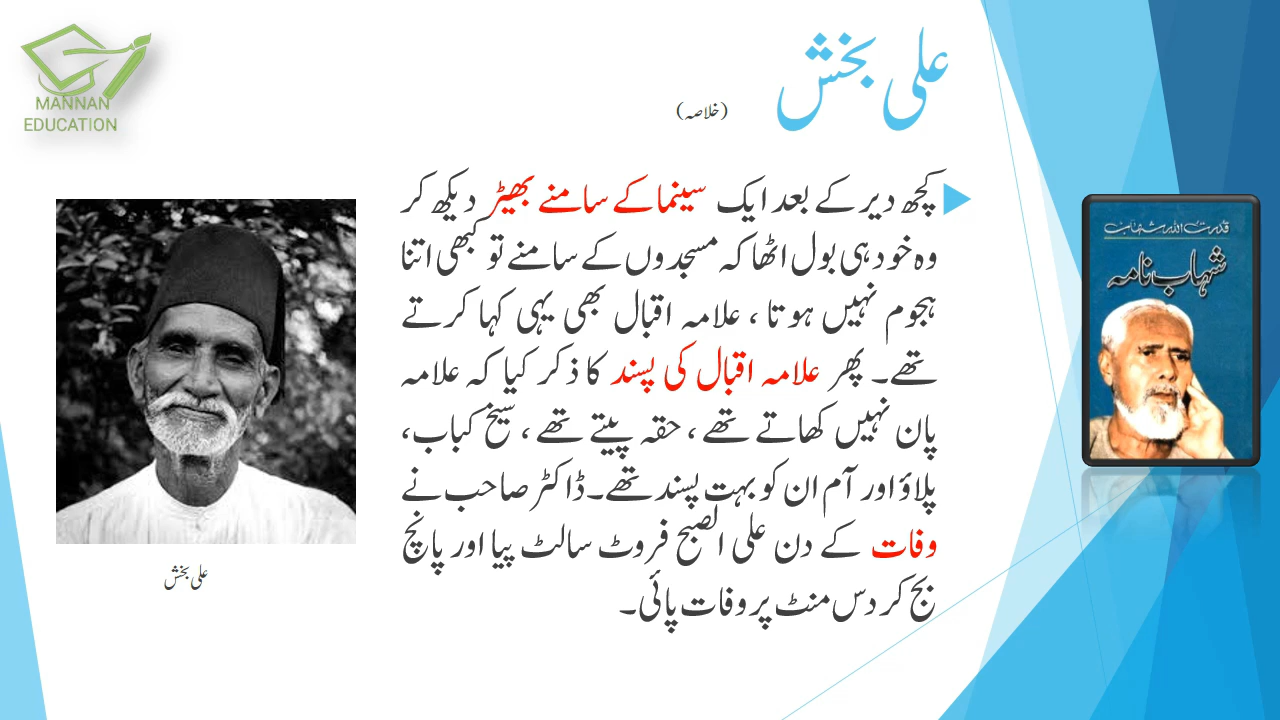 MANNAN
EDUCATION
علی بخش
(خلاصہ)
کچھ دیر کے بعد ایک سینما کے سامنے بھیڑ دیکھ کر
وہ خود ہی بول اٹھا کہ مسجدوں کے سامنے تو کبھی اتنا
ہجوم نہیں ہوتا، علامہ اقبال بھی یہی کہا کرتے
تھے۔ پھر علامہ اقبال کی پسند کا ذکر کیا کہ علامہ
پان نہیں کھاتے تھے، حقہ پیتے تھے، سیخ کباب،
پلاؤ اور آم ان کو بہت پسند تھے۔ ڈاکٹر صاحب نے
وفات کے دن علی الصبح فروٹ سالٹ پیا اور پانچ
بج کر دس منٹ پر وفات پائی۔
علی بخش
قدرت اللہ شہاب
شہاب نامہ